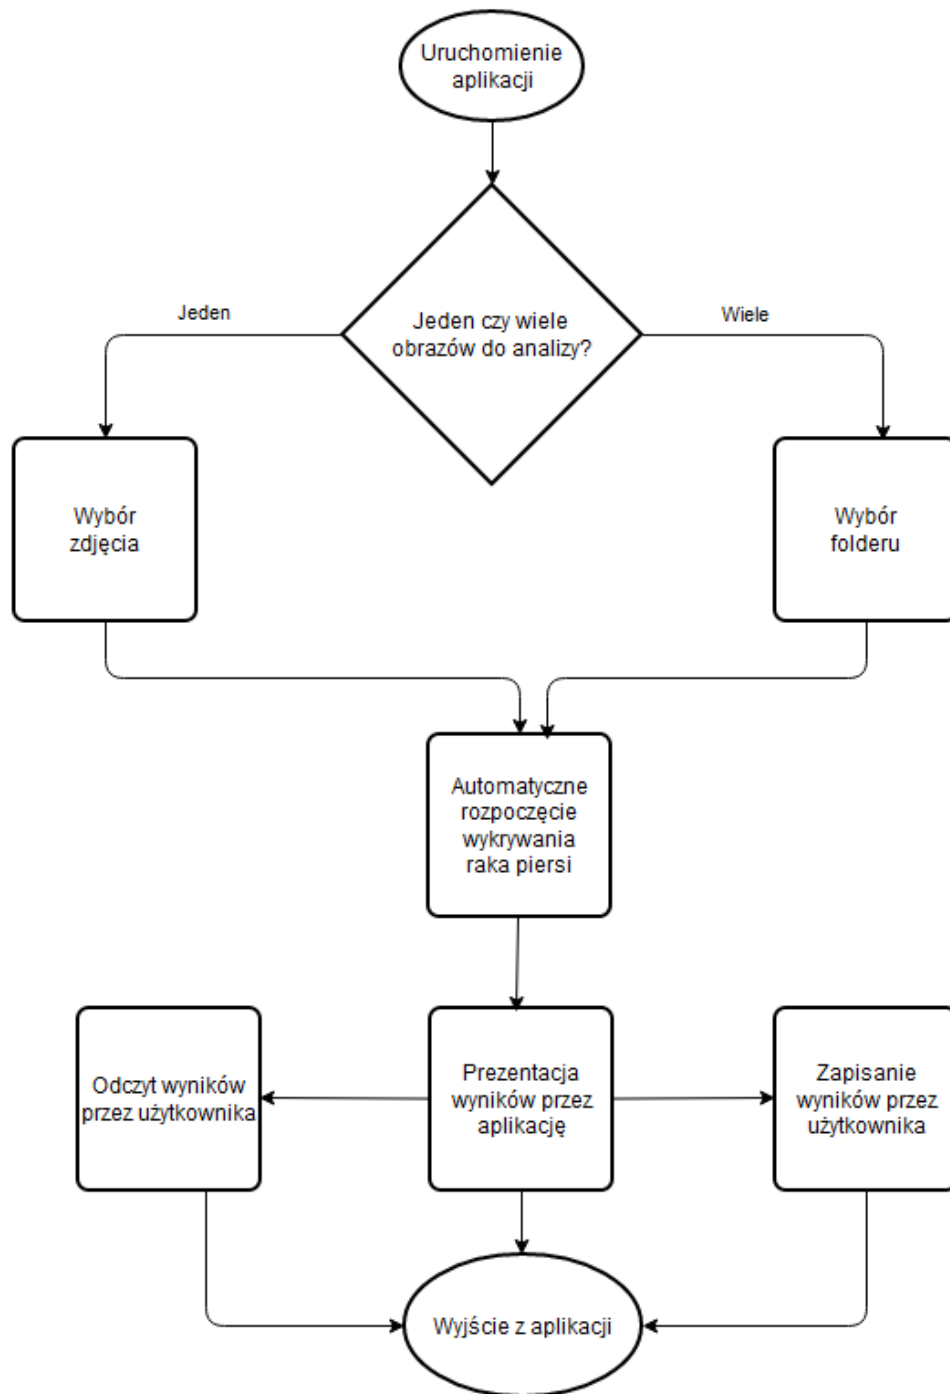 Uruchomienie
aplikacji
Jeden
Jeden czy wiele
obrazów do analizy?
Wiele
Wybór
zdjęcia
Wybór
folderu
Automatyczne
rozpoczęcie
wykrywania
raka piersi
Odczyt wyników
przez użytkownika
Prezentacja
wyników przez
aplikację
Zapisanie
wyników przez
użytkownika
Wyjście z aplikacji